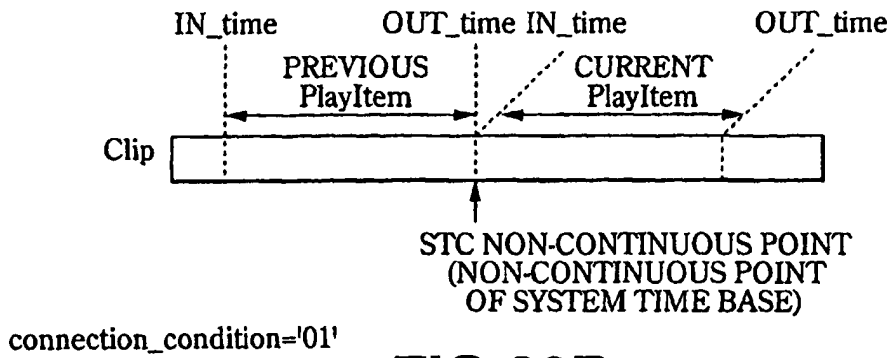 IN_time OUT_time IN_time OUT_time
PREVIOUS PlayItem
CURRENT PlayItem
Clip
STC NON-CONTINUOUS POINT
(NON-CONTINUOUS POINT
OF SYSTEM TIME BASE)
connection_condition='01'